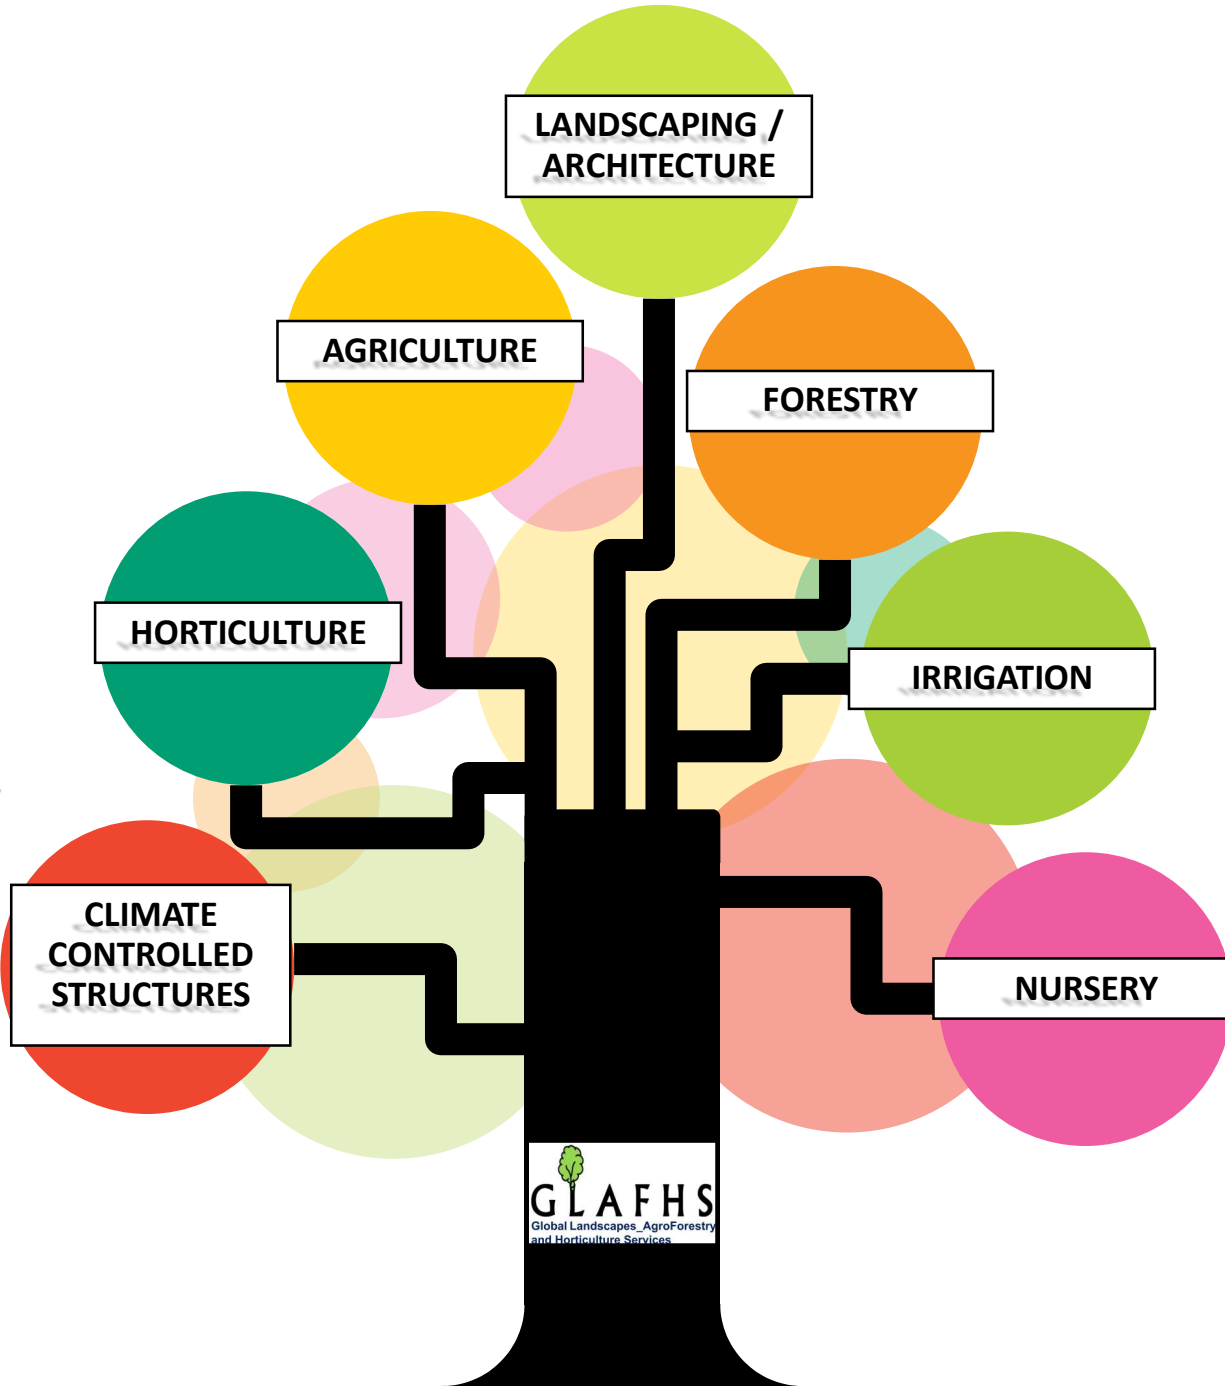 LANDSCAPING /
ARCHITECTURE
AGRICULTURE
FORESTRY
HORTICULTURE
IRRIGATION
CLIMATE
CONTROLLED
STRUCTURES
NURSERY
GLAFHS
Global Landscapes_AgroForestry
and Horticulture Services